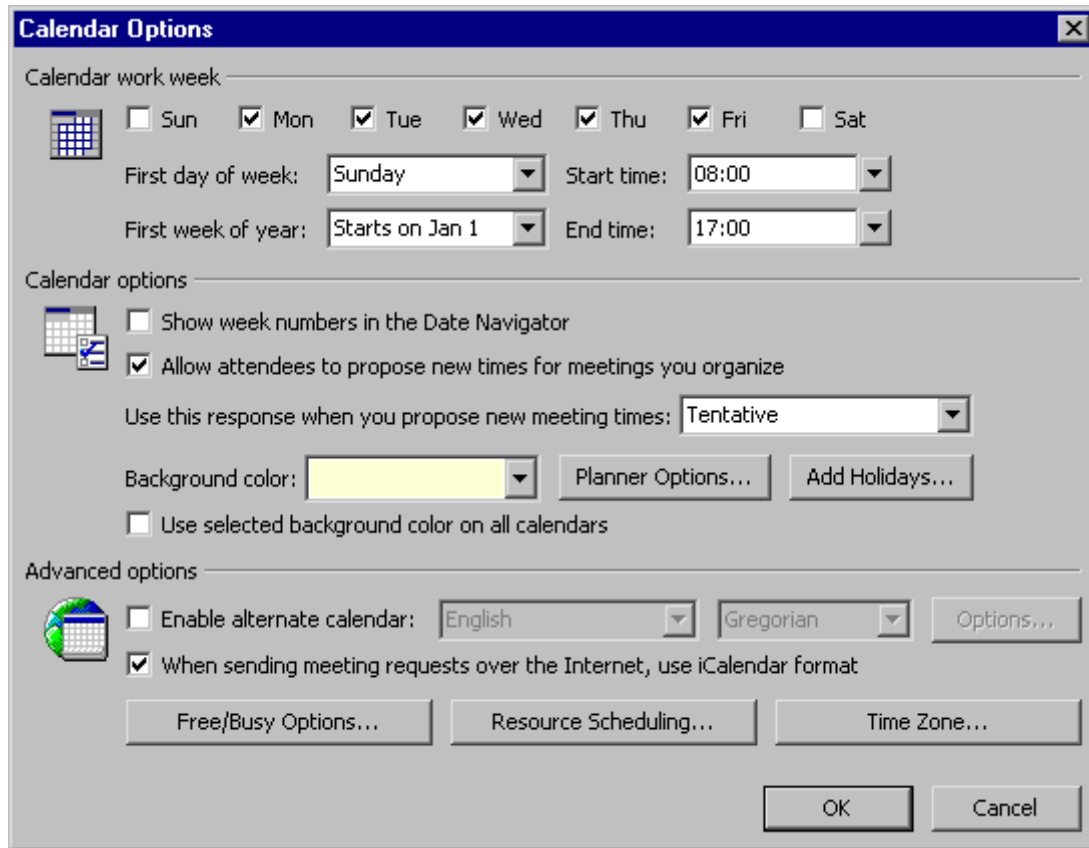 Calendar Options
Calendar work week
Sun Mon Tue Wed Thu Fri Sat
First day of week: Sunday Start time: 08:00
First week of year: Starts on Jan 1 End time: 17:00
Calendar options
Show week numbers in the Date Navigator
Allow attendees to propose new times for meetings you organize
Use this response when you propose new meeting times: Tentative
Background color: Planner Options... Add Holidays...
Use selected background color on all calendars
Advanced options
Enable alternate calendar: English Gregorian Options...
When sending meeting requests over the Internet, use iCalendar format
Free/Busy Options... Resource Scheduling... Time Zone...
OK Cancel